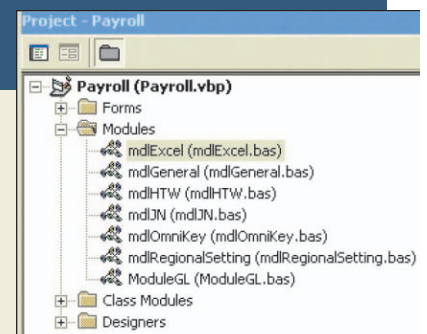 Project - Payroll
Payroll (Payroll.vbp)
Forms
Modules
mdlExcel (mdlExcel.bas)
mdlGeneral (mdlGeneral.bas)
mdlHTW (mdlHTW.bas)
mdlJN (mdlJN.bas)
mdlOmniKey (mdlOmniKey.bas)
mdlRegionalSetting (mdlRegionalSetting.bas)
ModuleGL (ModuleGL.bas)
Class Modules
Designers